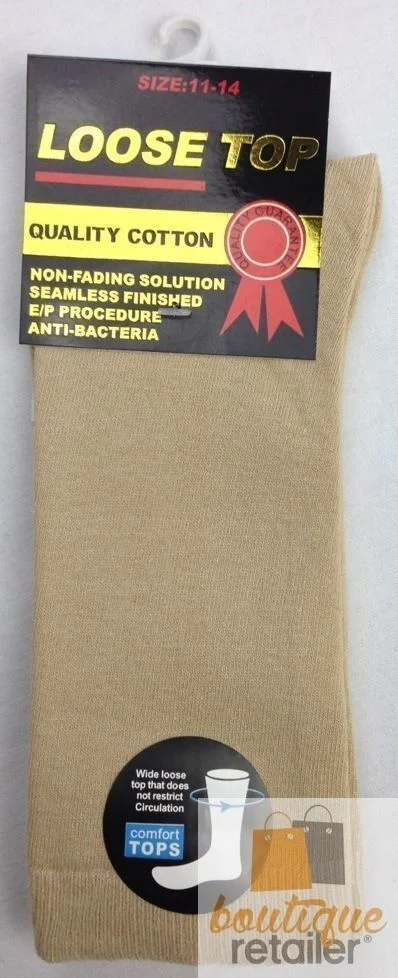 SIZE:11-14
LOOSE TOP
QUALITY COTTON
QUALITY GUARANTEE
NON-FADING SOLUTION
SEAMLESS FINISHED
E/P PROCEDURE
ANTI-BACTERIA
Wide loose
top that does
not restrict
Circulation
comfort
TOPS
boutique
retailer®